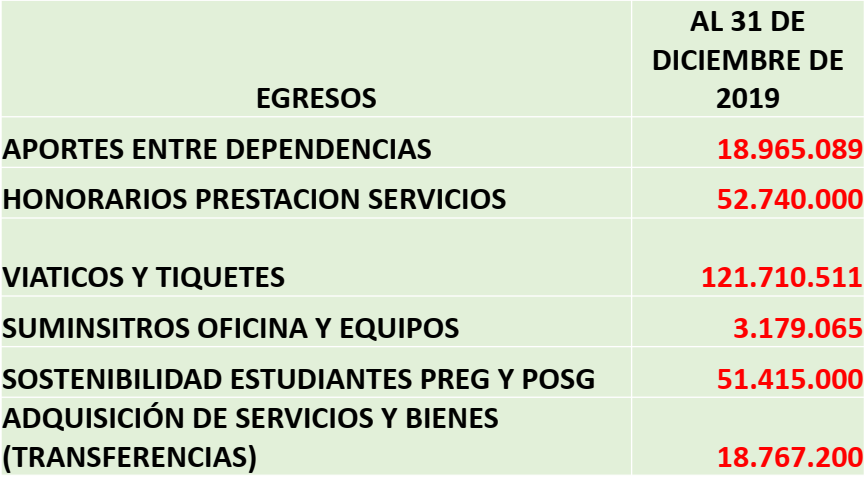 EGRESOS AL 31 DE
DICIEMBRE DE
2019
APORTES ENTRE DEPENDENCIAS 18.965.089
HONORARIOS PRESTACION SERVICIOS 52.740.000
VIATICOS Y TIQUETES 121.710.511
SUMINSITROS OFICINA Y EQUIPOS 3.179.065
SOSTENIBILIDAD ESTUDIANTES PREG Y POSG 51.415.000
ADQUISICIÓN DE SERVICIOS Y BIENES
(TRANSFERENCIAS) 18.767.200